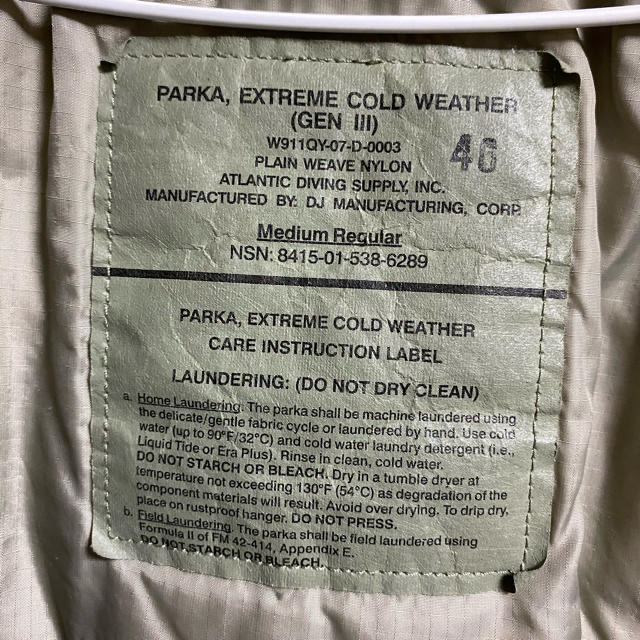 PARKA, EXTREME COLD WEATHER
(GEN III)
W911QY-07-D-0003
46
PLAIN WEAVE NYLON
ATLANTIC DIVING SUPPLY, INC.
MANUFACTURED BY: DJ MANUFACTURING, CORP.
Medium Regular
NSN: 8415-01-538-6289
PARKA, EXTREME COLD WEATHER
CARE INSTRUCTION LABEL
LAUNDERING: (DO NOT DRY CLEAN)
a. Home Laundering: The parka shall be machine laundered using
the delicate/gentle fabric cycle or laundered by hand. Use cold
water (up to 90°F/32°C) and cold water laundry detergent (i.e.,
Liquid Tide or Era Plus). Rinse in clean, cold water.
DO NOT STARCH OR BLEACH. Dry in a tumble dryer at
temperature not exceeding 130°F (54°C) as degradation of the
component materials will result. Avoid over drying. To drip dry,
place on rustproof hanger. DO NOT PRESS.
b. Field Laundering. The parka shall be field laundered using
Formula II of FM 42-414, Appendix E.
DO NOT STARCH OR BLEACH.